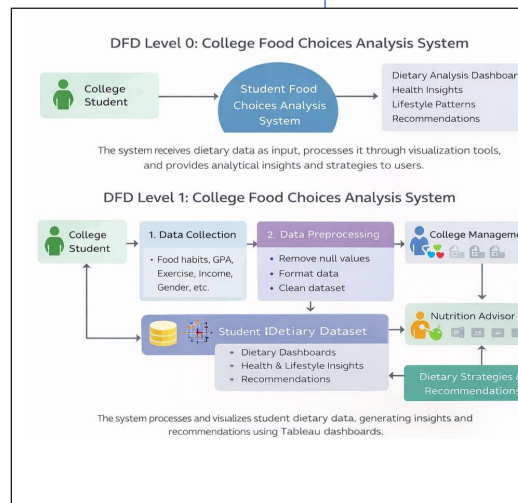 DFD Level 0: College Food Choices Analysis System
College
Student
Student Food
Choices Analysis
System
Dietary Analysis Dashboar
Health Insights
Lifestyle Patterns
Recommendations
The system receives dietary data as input, processes it through visualization tools,
and provides analytical insights and strategies to users.
DFD Level 1: College Food Choices Analysis System
College
Student
1. Data Collection
• Food habits, GPA,
Exercise, Income,
Gender, etc.
2. Data Preprocessing
• Remove null values
• Format data
• Clean dataset
College Manageme
Student IDetiary Dataset
• Dietary Dashboards
• Health & Lifestyle Insights
• Recommendations
Nutrition Advisor
Dietary Strategies &
Recommendations
The system processes and visualizes student dietary data, generating insights and
recommendations using Tableau dashboards.